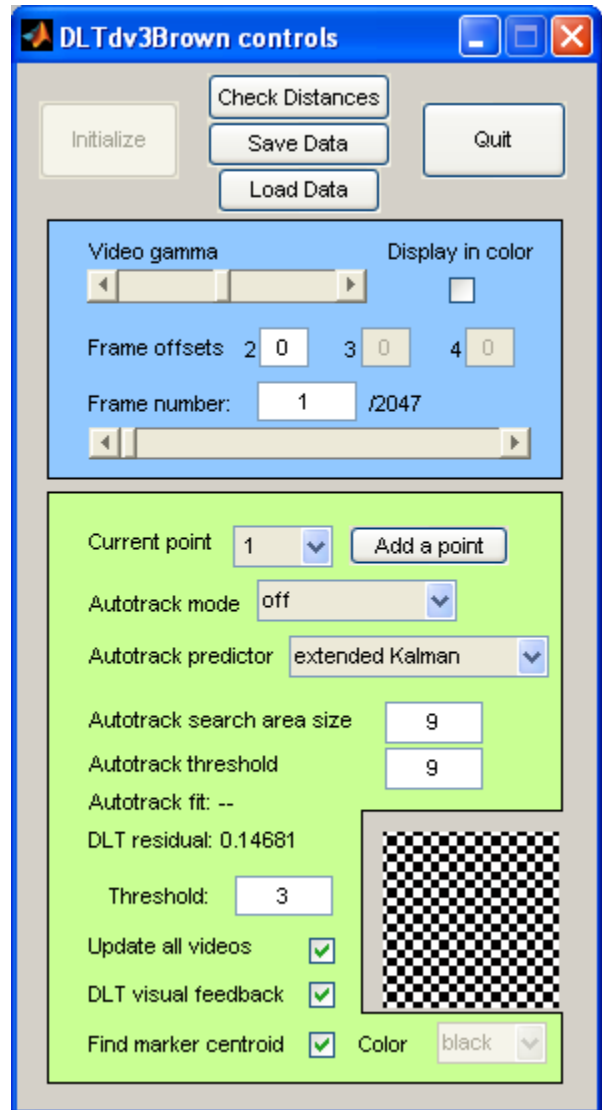 DLTdv3Brown controls
Check Distances
Initialize
Save Data
Quit
Load Data
Video gamma Display in color
Frame offsets 2 0 3 0 4 0
Frame number: 1 /2047
Current point 1 Add a point
Autotrack mode off
Autotrack predictor extended Kalman
Autotrack search area size 9
Autotrack threshold 9
Autotrack fit: --
DLT residual: 0.14681
Threshold: 3
Update all videos
DLT visual feedback
Find marker centroid Color black